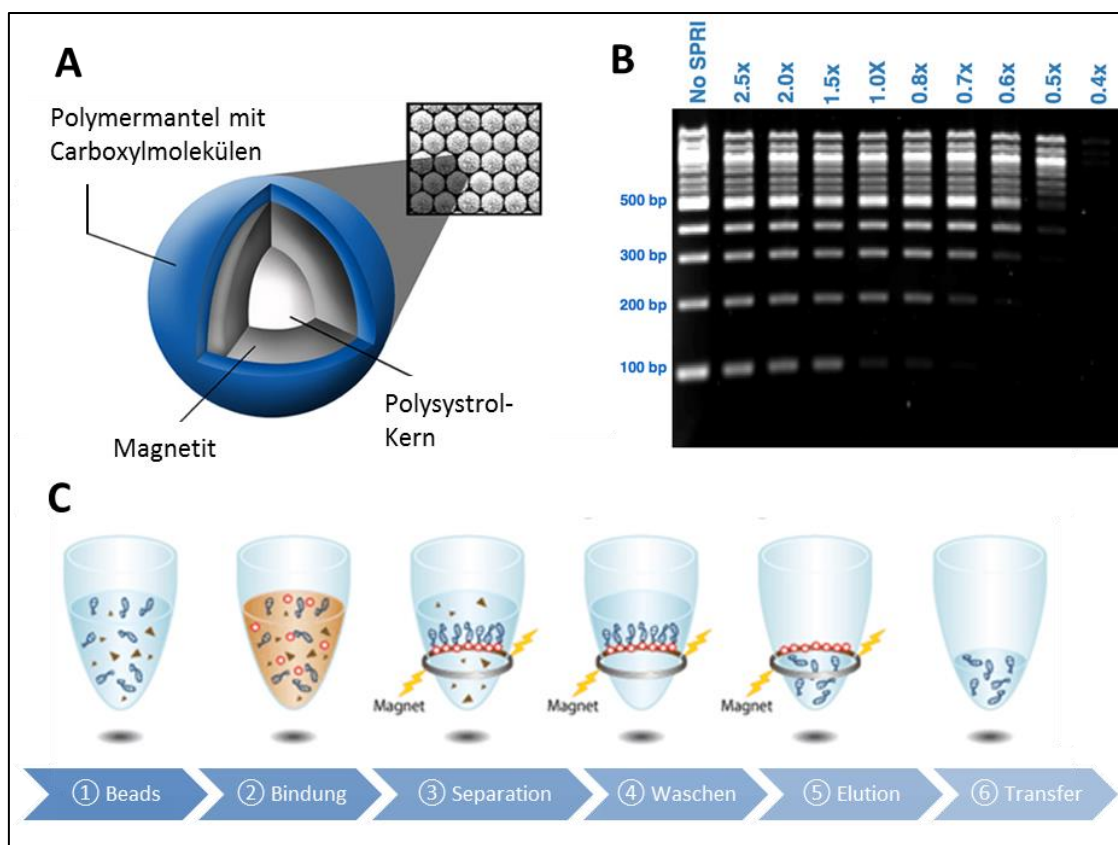 A
Polymermantel mit
Carboxylmolekülen
Magnetit
Polysystrol-
Kern
B
No SPRI
2.5x
2.0x
1.5x
1.0X
0.8x
0.7x
0.6x
0.5x
0.4x
500 bp
300 bp
200 bp
100 bp
C
Magnet
Magnet
Magnet
① Beads
② Bindung
③ Separation
④ Waschen
⑤ Elution
⑥ Transfer